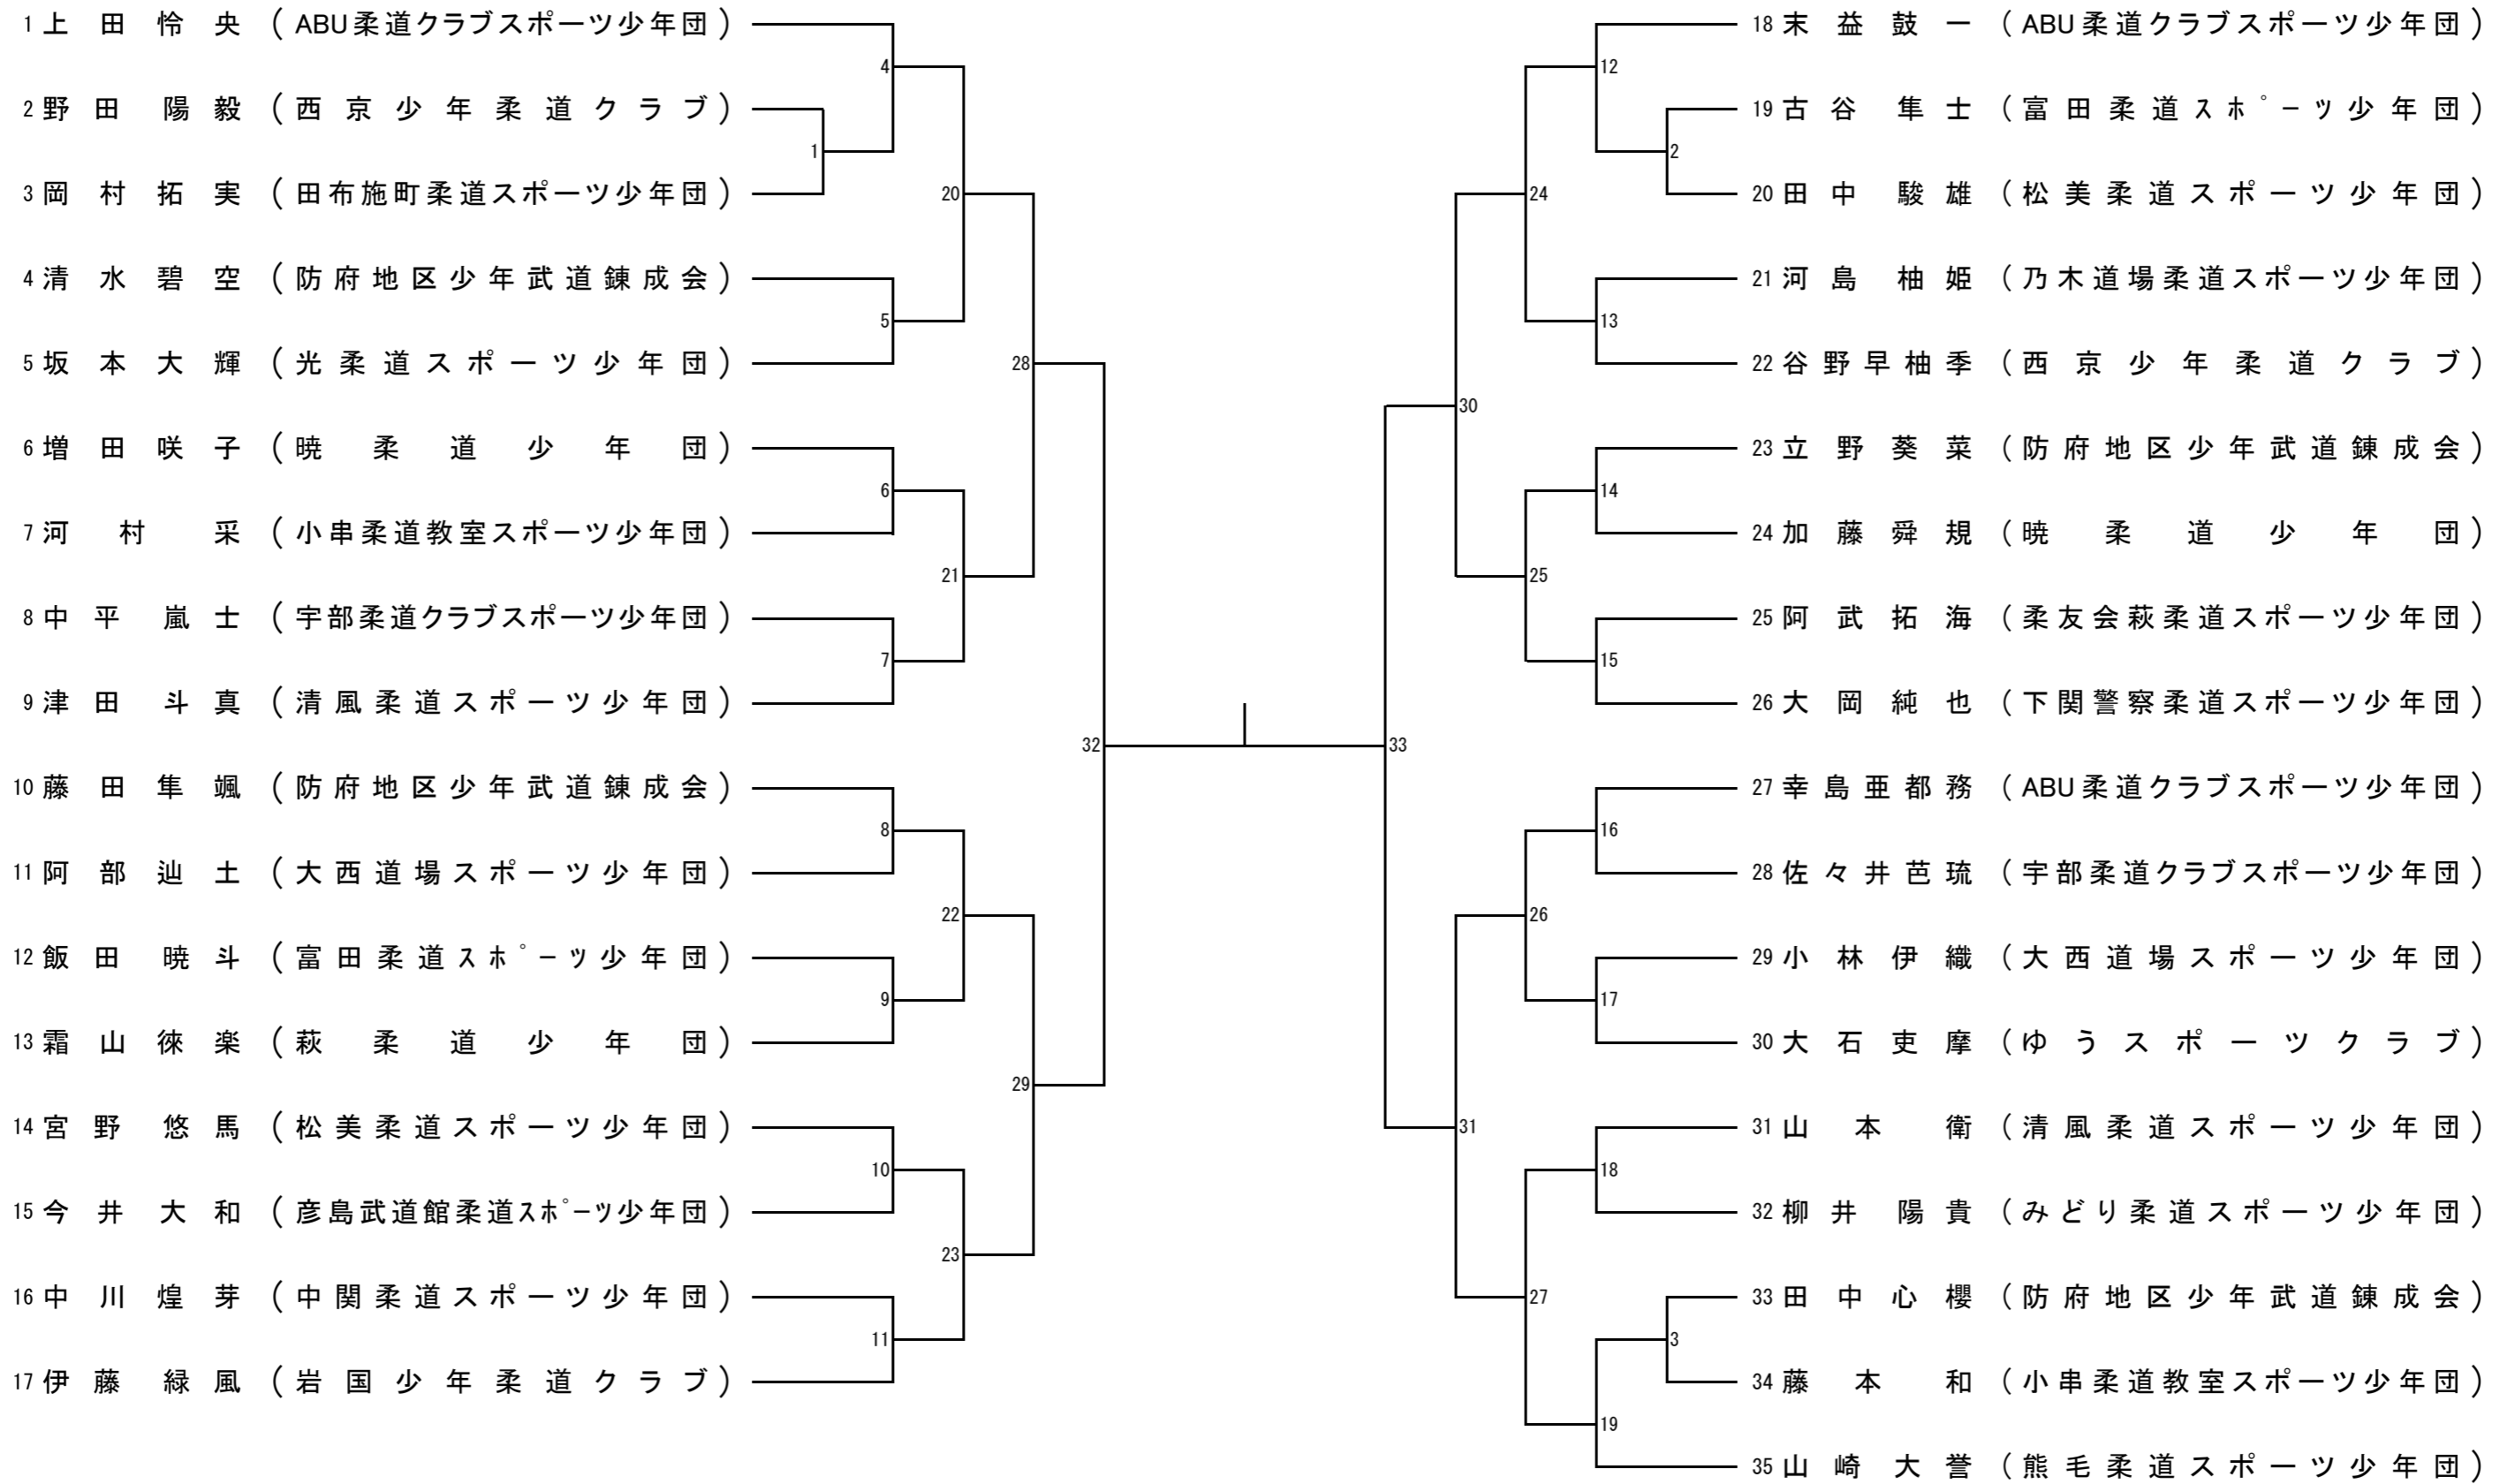 1 上田怜央 (ABU柔道クラブスポーツ少年団)
2 野田陽毅 (西京少年柔道クラブ)
3 岡村拓実 (田布施町柔道スポーツ少年団)
4 清水碧空 (防府地区少年武道錬成会)
5 坂本大輝 (光柔道スポーツ少年団)
6 増田咲子 (暁柔道少年団)
7 河村采 (小串柔道教室スポーツ少年団)
8 中平嵐士 (宇部柔道クラブスポーツ少年団)
9 津田斗真 (清風柔道スポーツ少年団)
10 藤田隼颯 (防府地区少年武道錬成会)
11 阿部辿土 (大西道場スポーツ少年団)
12 飯田暁斗 (富田柔道スポーツ少年団)
13 霜山徠楽 (萩柔道少年団)
14 宮野悠馬 (松美柔道スポーツ少年団)
15 今井大和 (彦島武道館柔道スポーツ少年団)
16 中川煌芽 (中関柔道スポーツ少年団)
17 伊藤緑風 (岩国少年柔道クラブ)
4
1
20
5
28
6
21
7
32
8
22
9
29
10
23
11
12
2
24
13
30
14
25
15
33
16
26
17
31
18
27
3
19
18 末益鼓一 (ABU柔道クラブスポーツ少年団)
19 古谷隼士 (富田柔道スポーツ少年団)
20 田中駿雄 (松美柔道スポーツ少年団)
21 河島柚姫 (乃木道場柔道スポーツ少年団)
22 谷野早柚季 (西京少年柔道クラブ)
23 立野葵菜 (防府地区少年武道錬成会)
24 加藤舜規 (暁柔道少年団)
25 阿武拓海 (柔友会萩柔道スポーツ少年団)
26 大岡純也 (下関警察柔道スポーツ少年団)
27 幸島亜都務 (ABU柔道クラブスポーツ少年団)
28 佐々井芭琉 (宇部柔道クラブスポーツ少年団)
29 小林伊織 (大西道場スポーツ少年団)
30 大石吏摩 (ゆうスポーツクラブ)
31 山本衛 (清風柔道スポーツ少年団)
32 柳井陽貴 (みどり柔道スポーツ少年団)
33 田中心櫻 (防府地区少年武道錬成会)
34 藤本和 (小串柔道教室スポーツ少年団)
35 山崎大誉 (熊毛柔道スポーツ少年団)